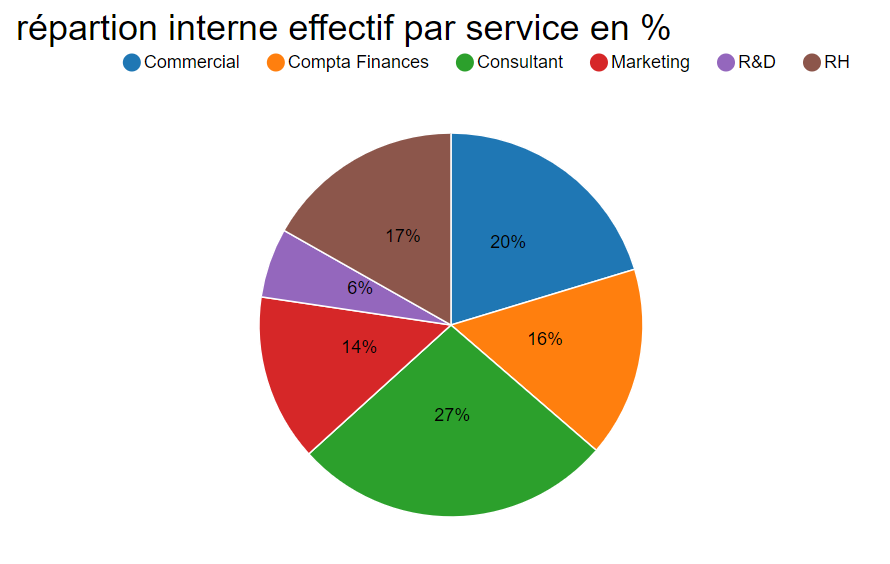 répartion interne effectif par service en %
Commercial Compta Finances Consultant Marketing R&D RH
17% 20%
6%
14% 16%
27%